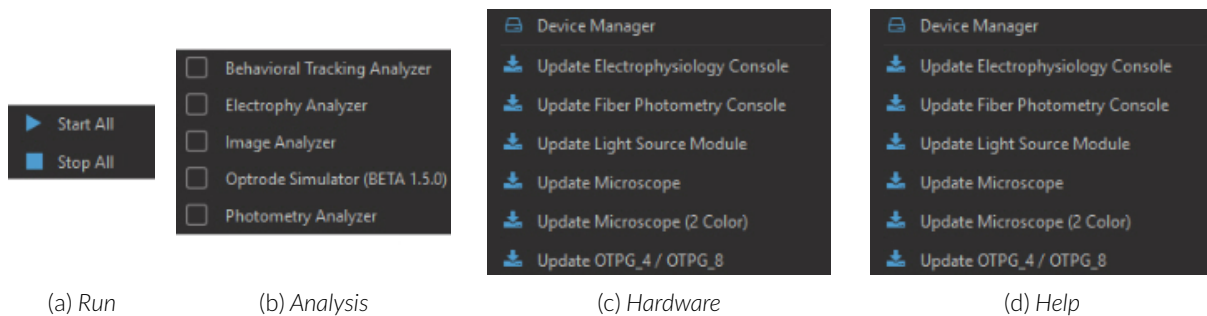 Start All
Stop All
(a) Run
Behavioral Tracking Analyzer
Electrophy Analyzer
Image Analyzer
Optrode Simulator (BETA 1.5.0)
Photometry Analyzer
(b) Analysis
Device Manager
Update Electrophysiology Console
Update Fiber Photometry Console
Update Light Source Module
Update Microscope
Update Microscope (2 Color)
Update OTPG_4 / OTPG_8
(c) Hardware
Device Manager
Update Electrophysiology Console
Update Fiber Photometry Console
Update Light Source Module
Update Microscope
Update Microscope (2 Color)
Update OTPG_4 / OTPG_8
(d) Help